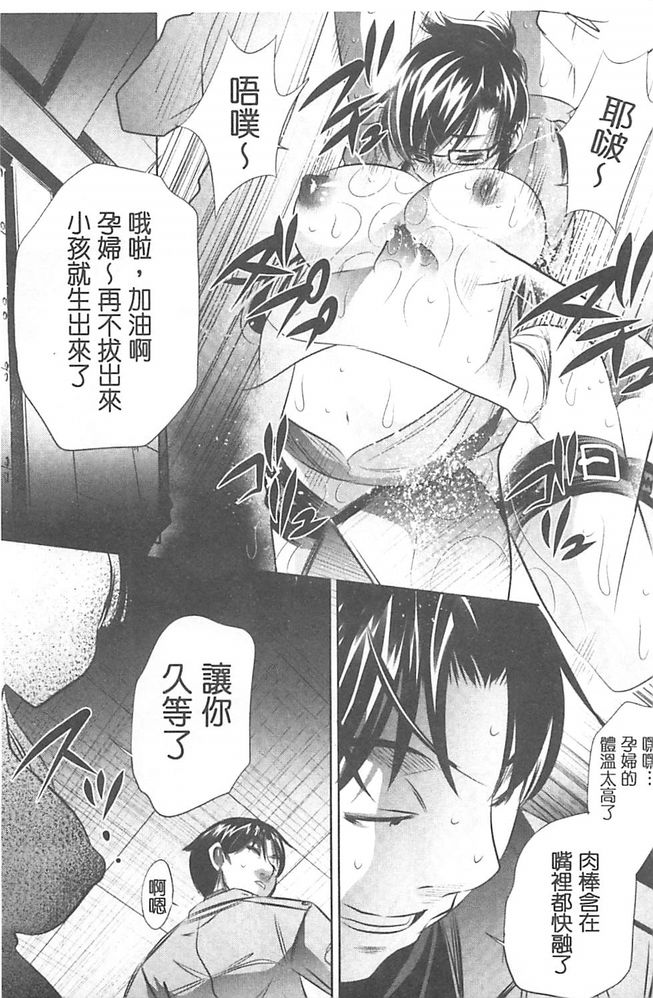 耶啵～
唔噗～
哦啦，加油啊
孕婦～再不拔出來
小孩就生出來了
孕婦的
體溫太高了
肉棒含在
嘴裡都快融了
讓你
久等了
啊嗯